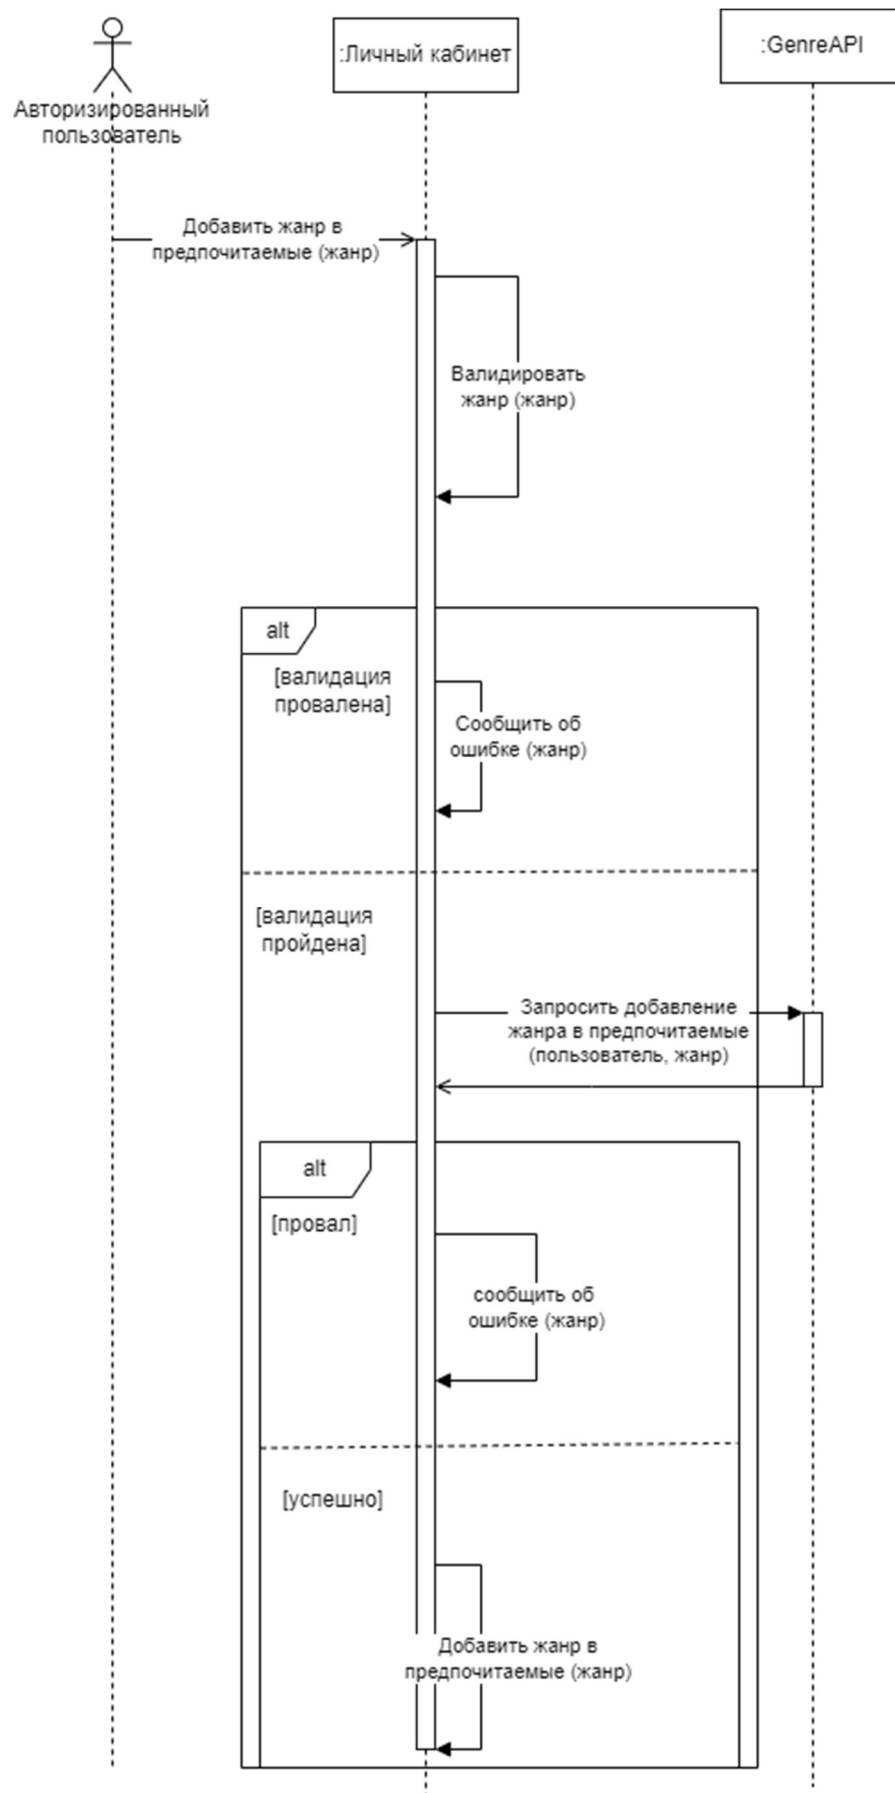 :Личный кабинет
:GenreAPI
Авторизированный
пользователь
Добавить жанр в
предпочитаемые (жанр)
Валидировать
жанр (жанр)
alt
[валидация
провалена]
Сообщить об
ошибке (жанр)
[валидация
пройдена]
Запросить добавление
жанра в предпочитаемые
(пользователь, жанр)
alt
[провал]
сообщить об
ошибке (жанр)
[успешно]
Добавить жанр в
предпочитаемые (жанр)